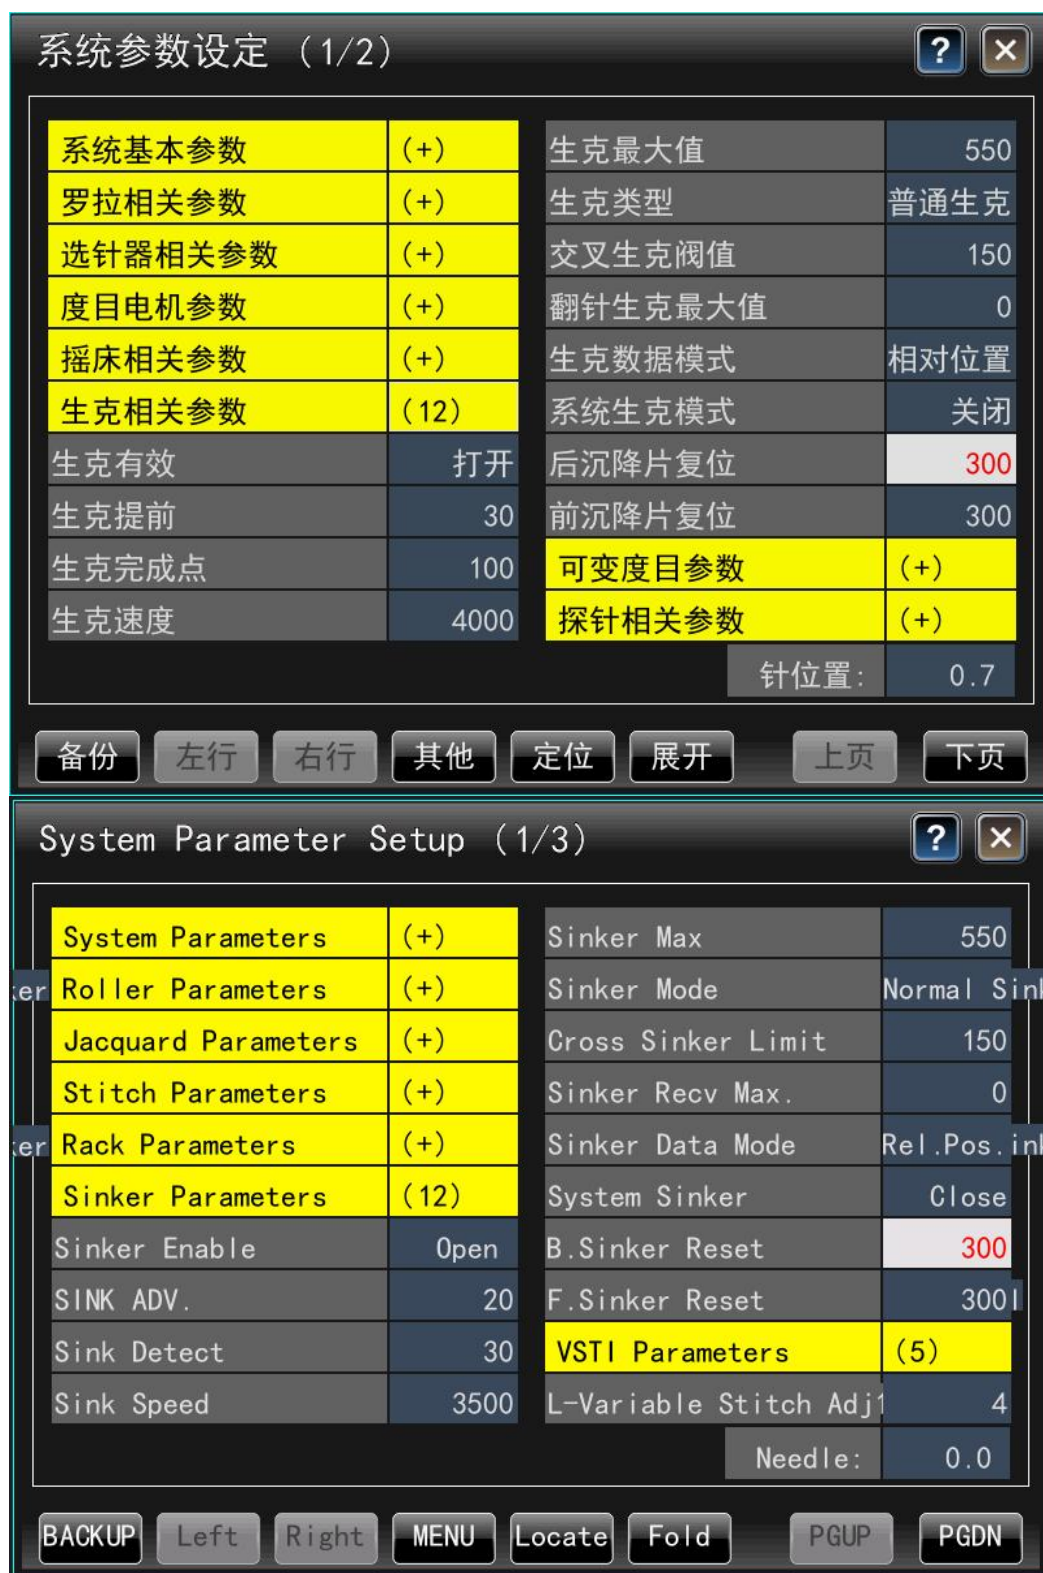 系统参数设定 (1/2)
系统基本参数 (+) 生克最大值 550
罗拉相关参数 (+) 生克类型 普通生克
选针器相关参数 (+) 交叉生克阀值 150
度目电机参数 (+) 翻针生克最大值 0
摇床相关参数 (+) 生克数据模式 相对位置
生克相关参数 (12) 系统生克模式 关闭
生克有效 打开 后沉降片复位 300
生克提前 30 前沉降片复位 300
生克完成点 100 可变度目参数 (+)
生克速度 4000 探针相关参数 (+)
针位置: 0.7
备份 左行 右行 其他 定位 展开 上页 下页
System Parameter Setup (1/3)
System Parameters (+) Sinker Max 550
ker Roller Parameters (+) Sinker Mode Normal Sink
Jacquard Parameters (+) Cross Sinker Limit 150
Stitch Parameters (+) Sinker Recv Max. 0
ker Rack Parameters (+) Sinker Data Mode Rel.Pos.ink
Sinker Parameters (12) System Sinker Close
Sinker Enable Open B.Sinker Reset 300
SINK ADV. 20 F.Sinker Reset 300l
Sink Detect 30 VSTI Parameters (5)
Sink Speed 3500 L-Variable Stitch Adj1 4
Needle: 0.0
BACKUP Left Right MENU Locate Fold PGUP PGDN